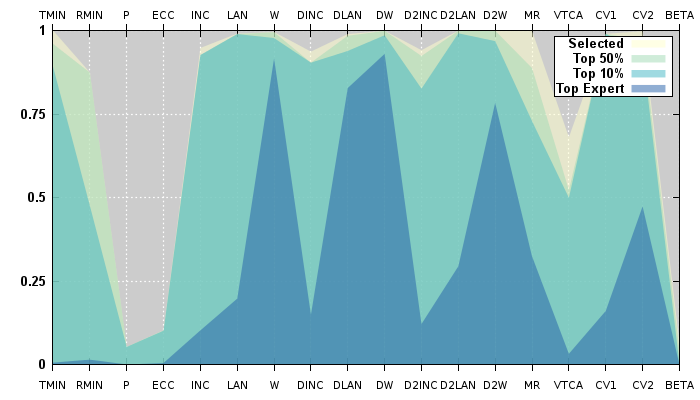 TMIN RMIN P ECC INC LAN W DINC DLAN DW D2INC D2LAN D2W MR VTCA CV1 CV2 BETA
1
Selected
Top 50%
Top 10%
Top Expert
0.75
0.5
0.25
0
TMIN RMIN P ECC INC LAN W DINC DLAN DW D2INC D2LAN D2W MR VTCA CV1 CV2 BETA